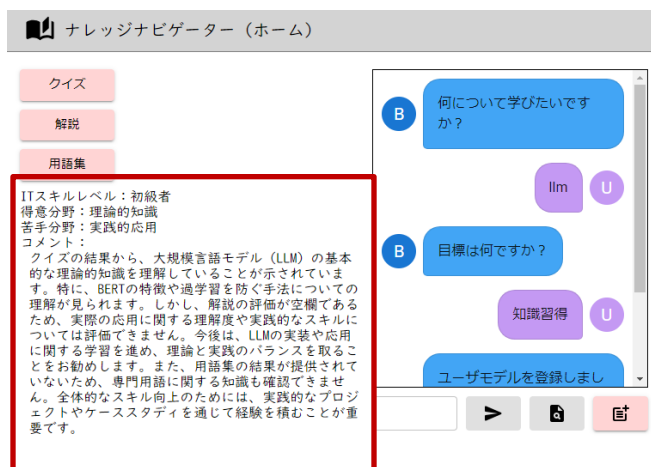 ナレッジナビゲーター（ホーム）
クイズ
解説
用語集
ITスキルレベル：初級者
得意分野：理論的知識
苦手分野：実践的応用
コメント：
クイズの結果から、大規模言語モデル（LLM）の基本
的な理論的知識を理解していることが示されていま
す。特に、BERTの特徴や過学習を防ぐ手法についての
理解が見られます。しかし、解説の評価が空欄である
ため、実際の応用に関する理解度や実践的なスキルに
ついては評価できません。今後は、LLMの実装や応用
に関する学習を進め、理論と実践のバランスを取るこ
とをお勧めします。また、用語集の結果が提供されて
いないため、専門用語に関する知識も確認できませ
ん。全体的なスキル向上のためには、実践的なプロジ
ェクトやケーススタディを通じて経験を積むことが重
要です。
B
何について学びたいです
か？
llm
U
B
目標は何ですか？
知識習得
U
ユーザモデルを登録しまし